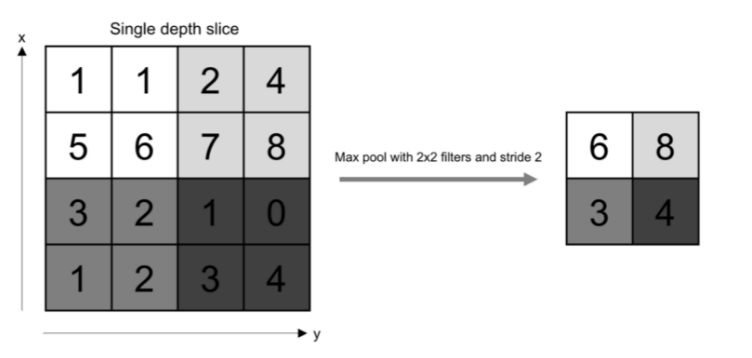 Single depth slice
x
1 1 2 4
5 6 7 8
3 2 1 0
1 2 3 4
y
Max pool with 2x2 filters and stride 2
6 8
3 4